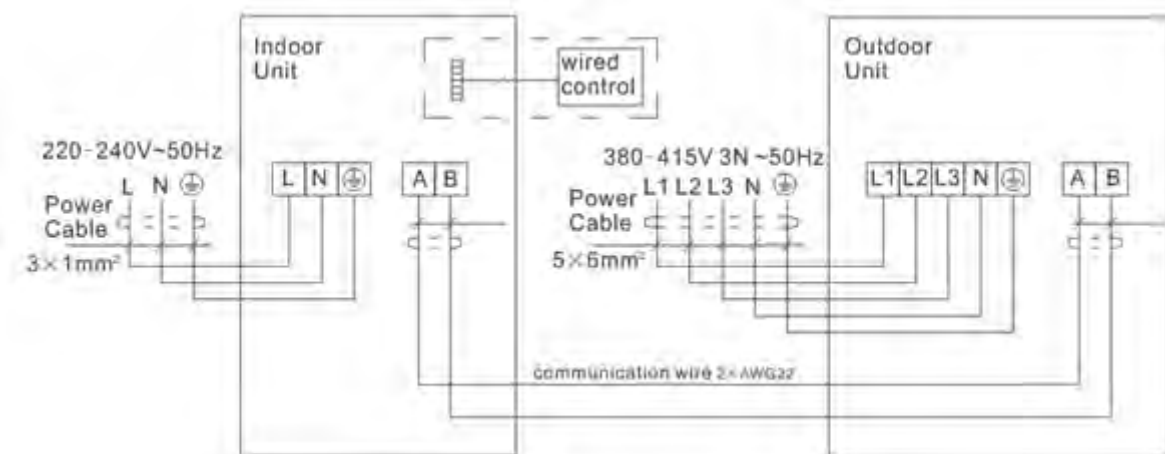 Indoor
Unit
wired
control
Outdoor
Unit
220-240V~50Hz
L N
Power
Cable
3×1mm²
L N
A B
380-415V 3N ~50Hz
L1 L2 L3 N
Power
Cable
5×6mm²
L1 L2 L3 N
A B
communication wire 2×AWG22